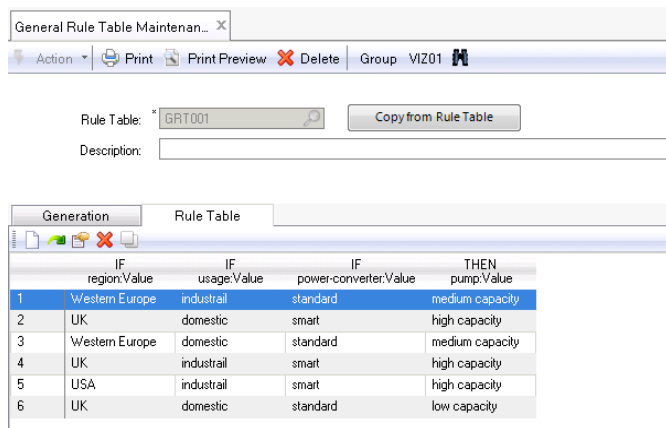 General Rule Table Maintenan... X
Action Print Print Preview Delete Group VIZ01
Rule Table: * GRT001 Copy from Rule Table
Description:
Generation Rule Table
IF IF IF THEN
region:Value usage:Value power-converter:Value pump:Value
1 Western Europe industrail standard medium capacity
2 UK domestic smart high capacity
3 Western Europe domestic standard medium capacity
4 UK industrail smart high capacity
5 USA industrail smart high capacity
6 UK domestic standard low capacity